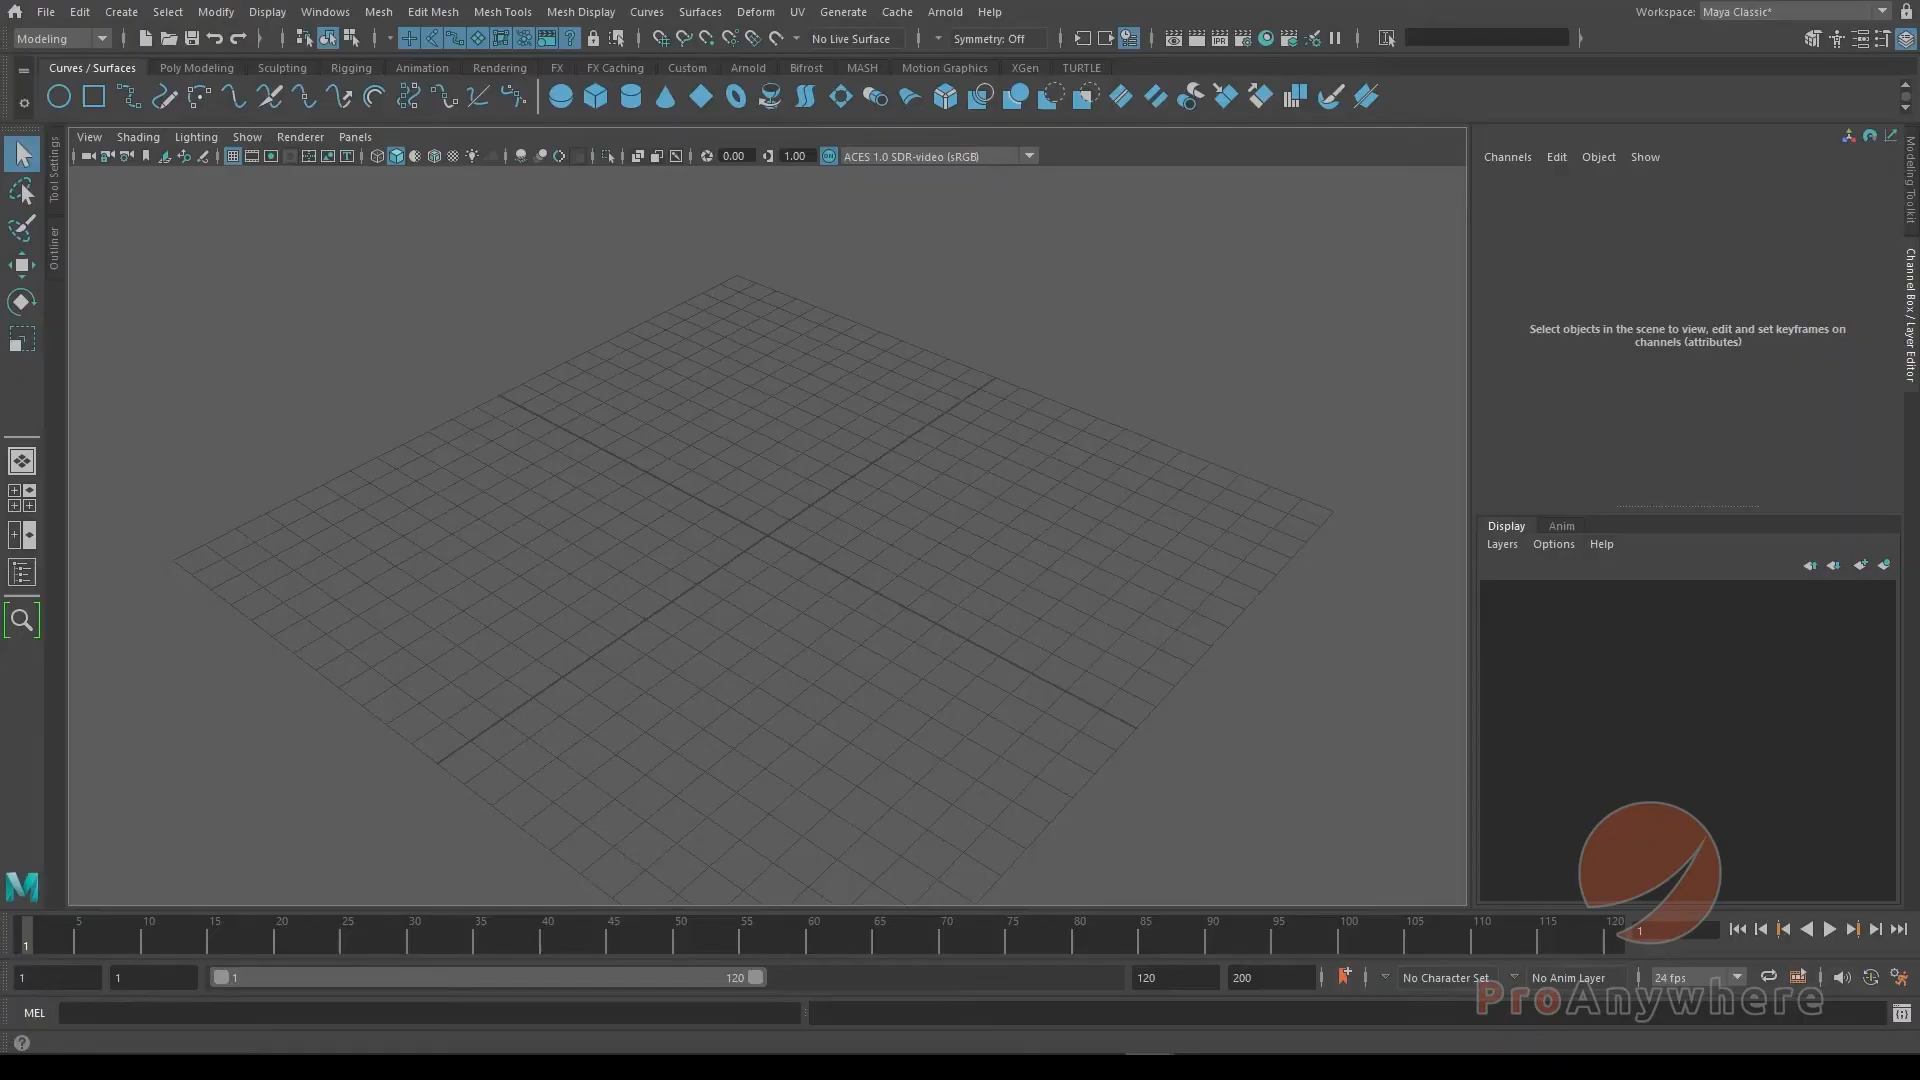 File Edit Create Select Modify Display Windows Mesh Edit Mesh Mesh Tools Mesh Display Curves Surfaces Deform UV Generate Cache Arnold Help Workspace: Maya Classic*
Modeling No Live Surface Symmetry: Off
Curves / Surfaces Poly Modeling Sculpting Rigging Animation Rendering FX FX Caching Custom Arnold Bifrost MASH Motion Graphics XGen TURTLE
View Shading Lighting Show Renderer Panels
0.00 1.00 ON ACES 1.0 SDR-video (sRGB)
Tool Settings
Outliner
Channels Edit Object Show
Modeling Toolkit
Channel Box / Layer Editor
Select objects in the scene to view, edit and set keyframes on
channels (attributes)
Display Anim
Layers Options Help
5 10 15 20 25 30 35 40 45 50 55 60 65 70 75 80 85 90 95 100 105 110 115 120
1 1
1 1 1 120 120 200 No Character Set No Anim Layer 24 fps
ProAnywhere
MEL